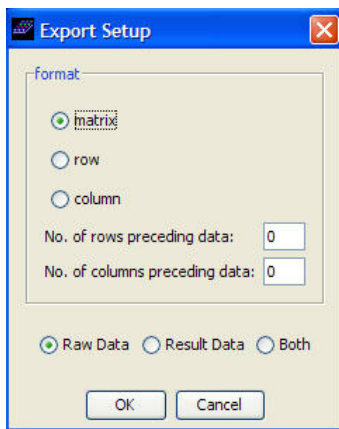 Export Setup
format
matrix
row
column
No. of rows preceding data: 0
No. of columns preceding data: 0
Raw Data Result Data Both
OK Cancel